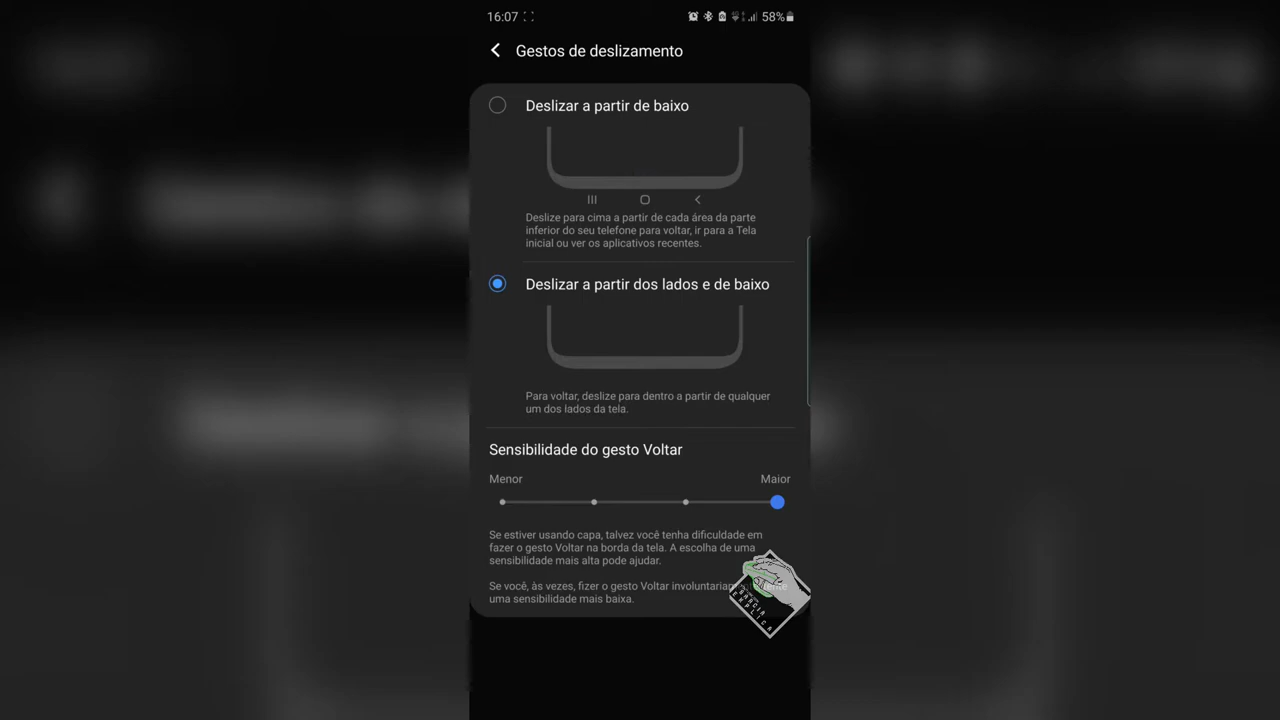 16:07 58%
Gestos de deslizamento
Deslizar a partir de baixo
Deslize para cima a partir de cada área da parte
inferior do seu telefone para voltar, ir para a Tela
inicial ou ver os aplicativos recentes.
Deslizar a partir dos lados e de baixo
Para voltar, deslize para dentro a partir de qualquer
um dos lados da tela.
Sensibilidade do gesto Voltar
Menor Maior
Se estiver usando capa, talvez você tenha dificuldade em
fazer o gesto Voltar na borda da tela. A escolha de uma
sensibilidade mais alta pode ajudar.
Se você, às vezes, fizer o gesto Voltar
uma sensibilidade mais baixa.
EXPLICA